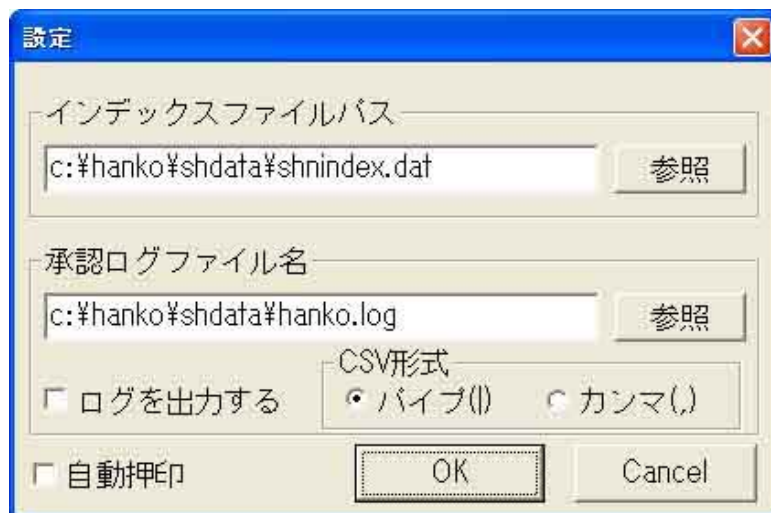 設定
インデックスファイルパス
c:¥hanko¥shdata¥shnindex.dat
参照
承認ログファイル名
c:¥hanko¥shdata¥hanko.log
参照
CSV形式
ログを出力する
パイプ(|)
カンマ(,)
自動押印
OK
Cancel